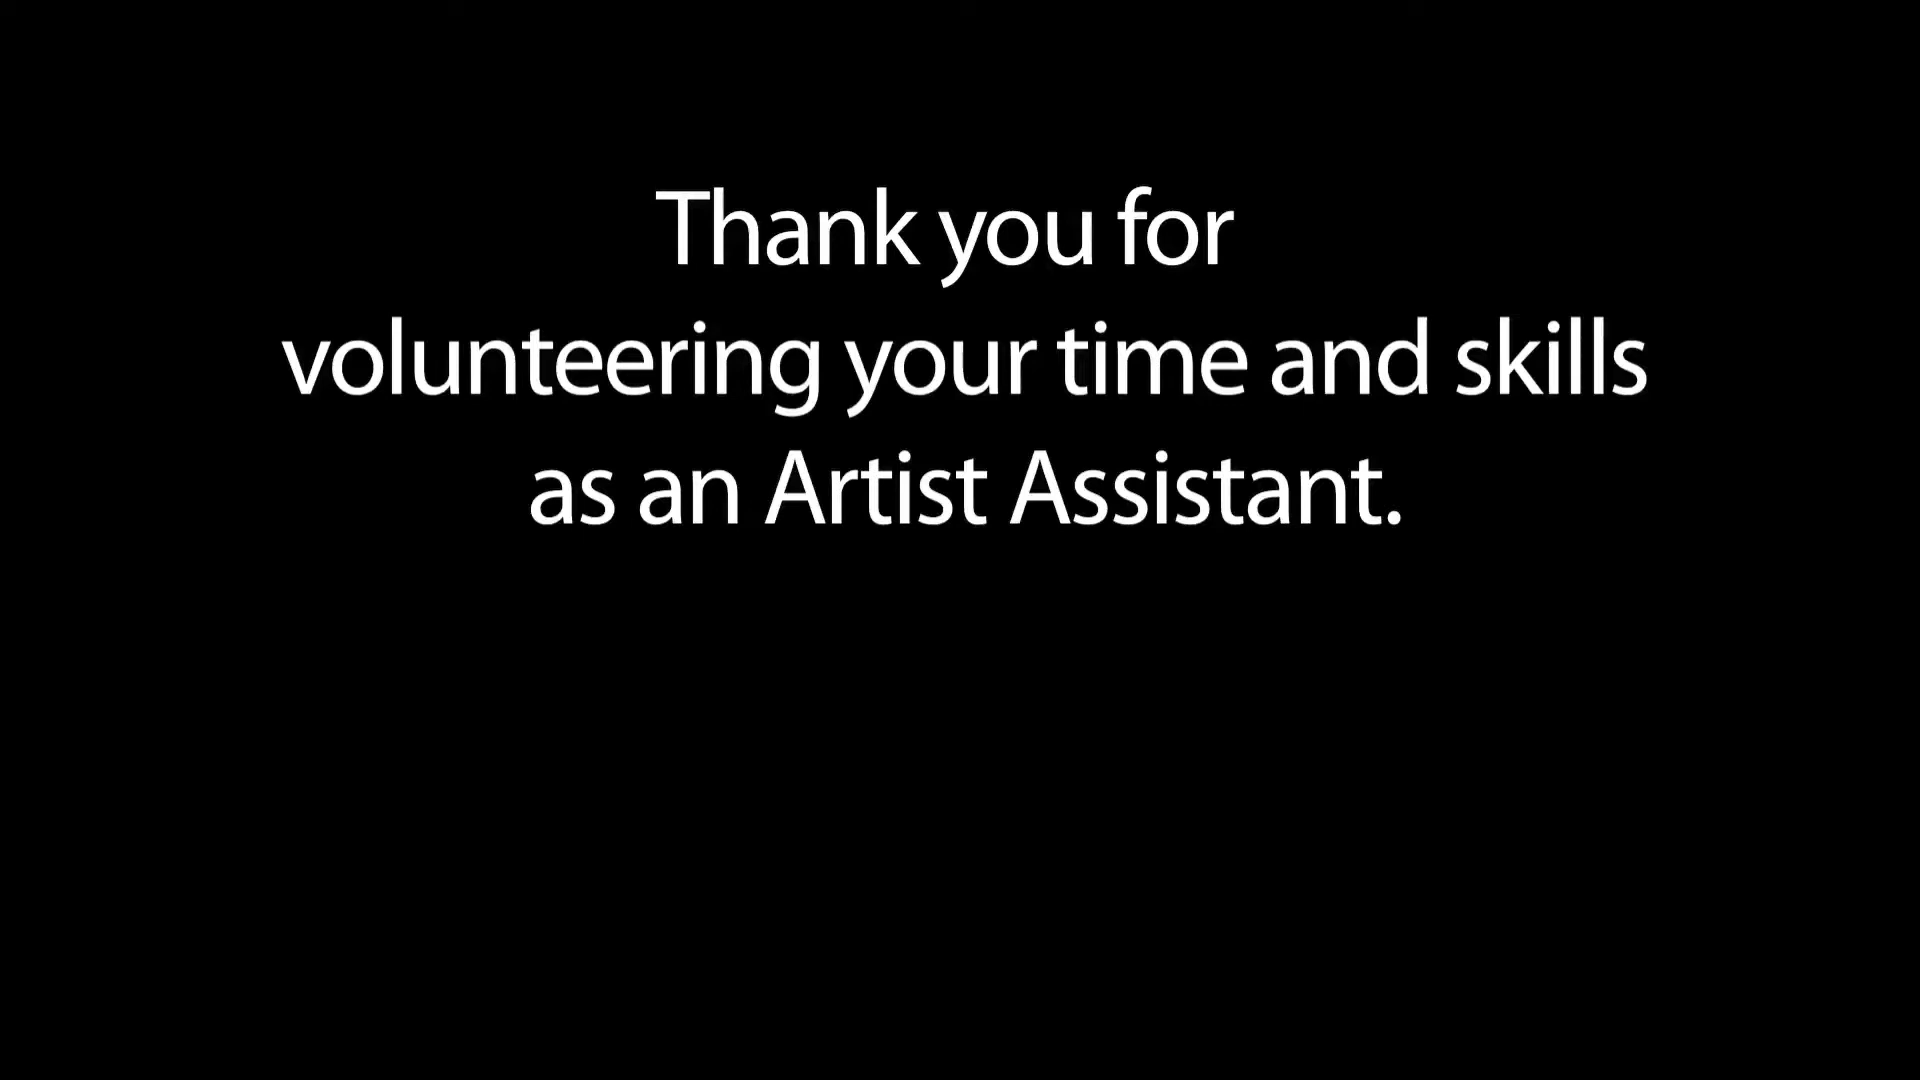 Thank you for
volunteering your time and skills
as an Artist Assistant.